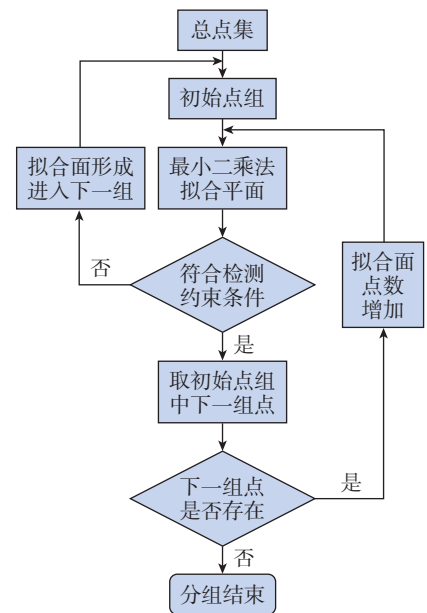 总点集
初始点组
拟合面形成
进入下一组
最小二乘法
拟合平面
否
符合检测
约束条件
拟合面
点数
增加
是
取初始点组
中下一组点
下一组点
是否存在
是
否
分组结束